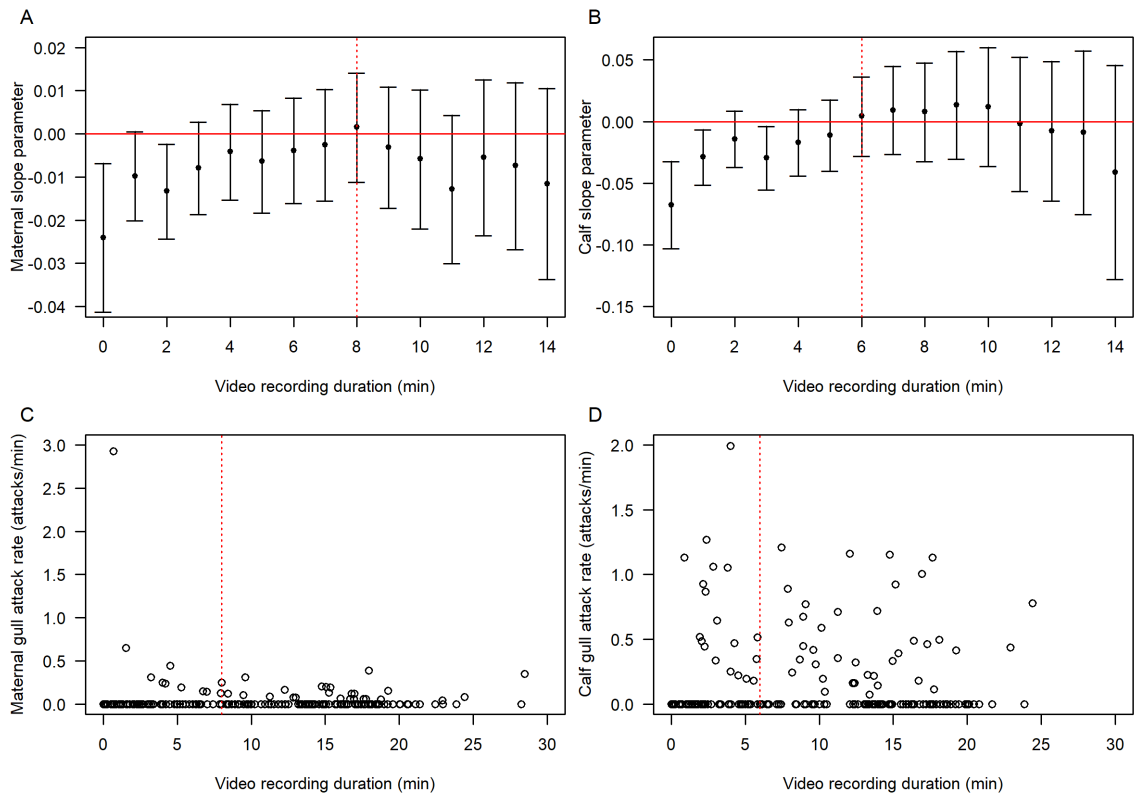 A
Maternal slope parameter
0.02
0.01
0.00
-0.01
-0.02
-0.03
-0.04
0 2 4 6 8 10 12 14
Video recording duration (min)
B
Calf slope parameter
0.05
0.00
-0.05
-0.10
-0.15
0 2 4 6 8 10 12 14
Video recording duration (min)
C
Maternal gull attack rate (attacks/min)
3.0
2.5
2.0
1.5
1.0
0.5
0.0
0 5 10 15 20 25 30
Video recording duration (min)
D
Calf gull attack rate (attacks/min)
2.0
1.5
1.0
0.5
0.0
0 5 10 15 20 25 30
Video recording duration (min)